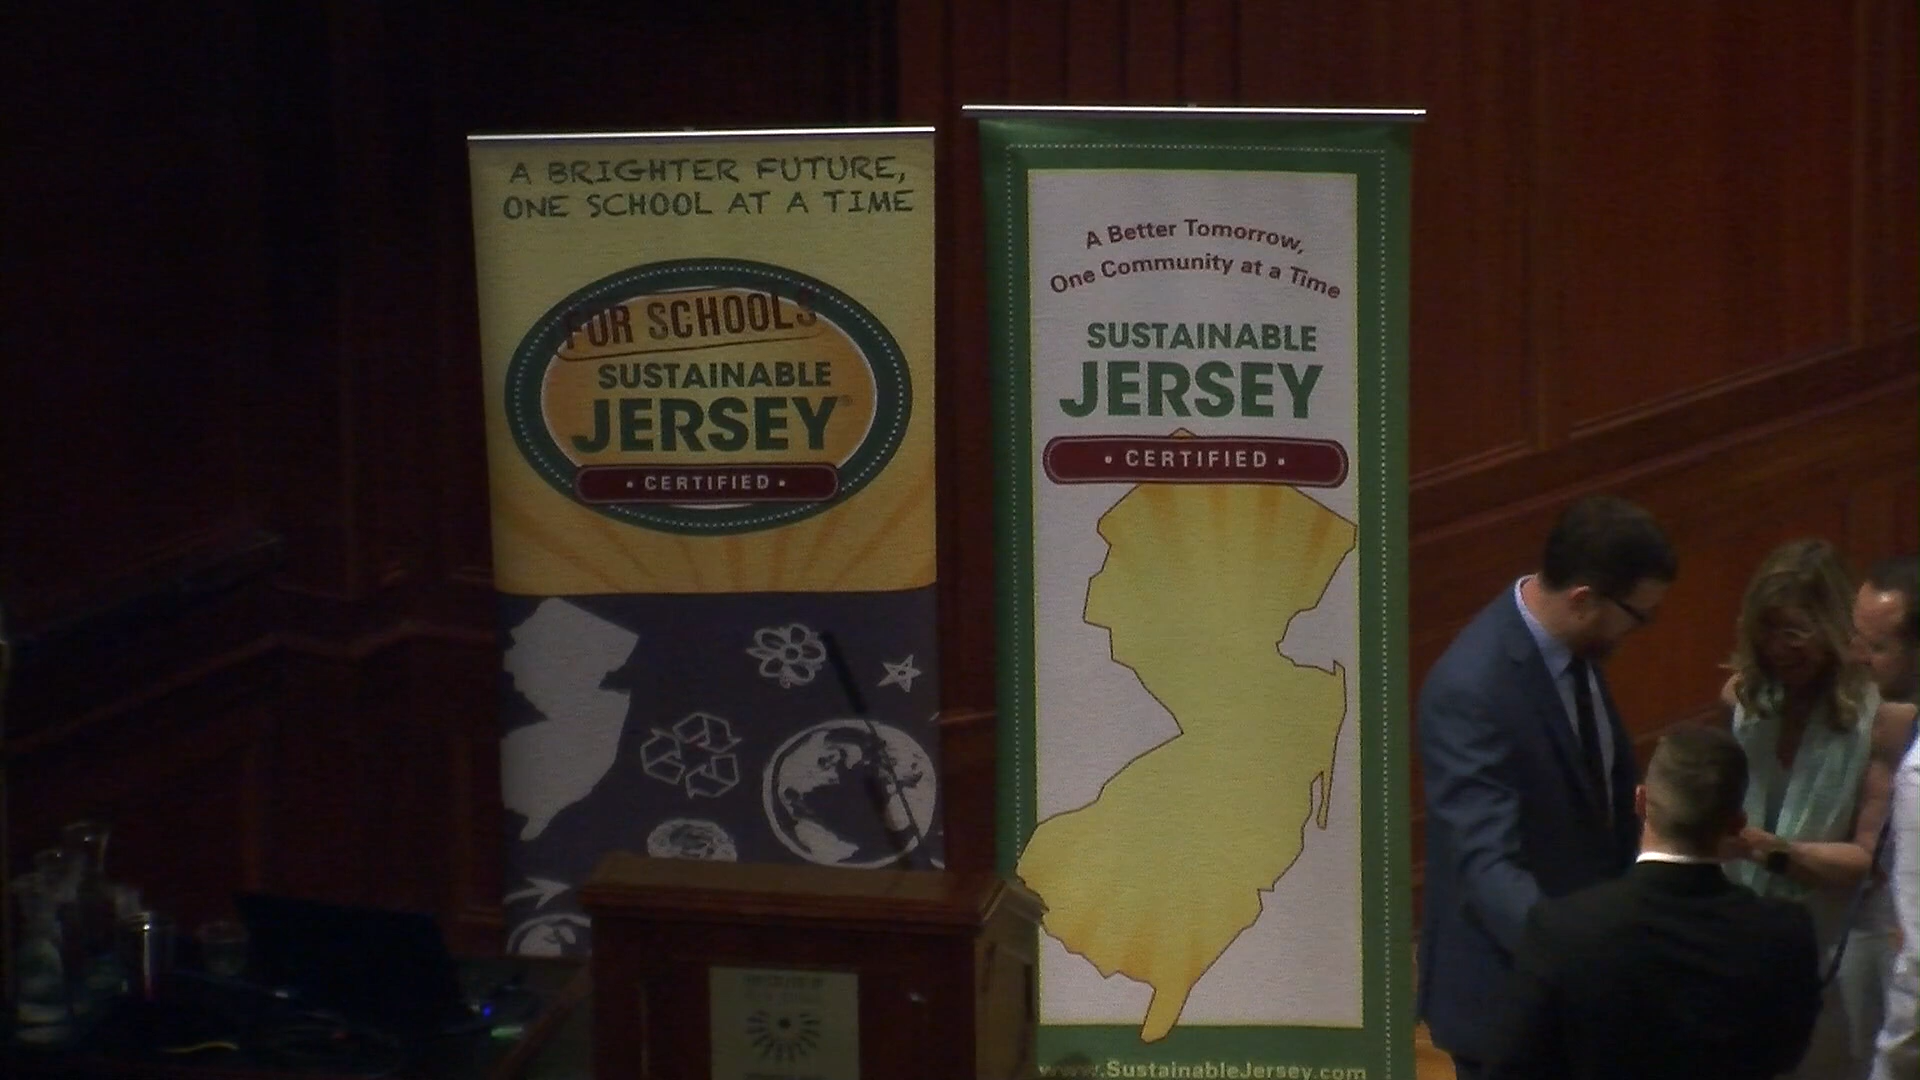 A BRIGHTER FUTURE,
ONE SCHOOL AT A TIME
FOR SCHOOLS
SUSTAINABLE
JERSEY®
• CERTIFIED •
A Better Tomorrow,
One Community at a Time
SUSTAINABLE
JERSEY
• CERTIFIED •
www.SustainableJersey.com